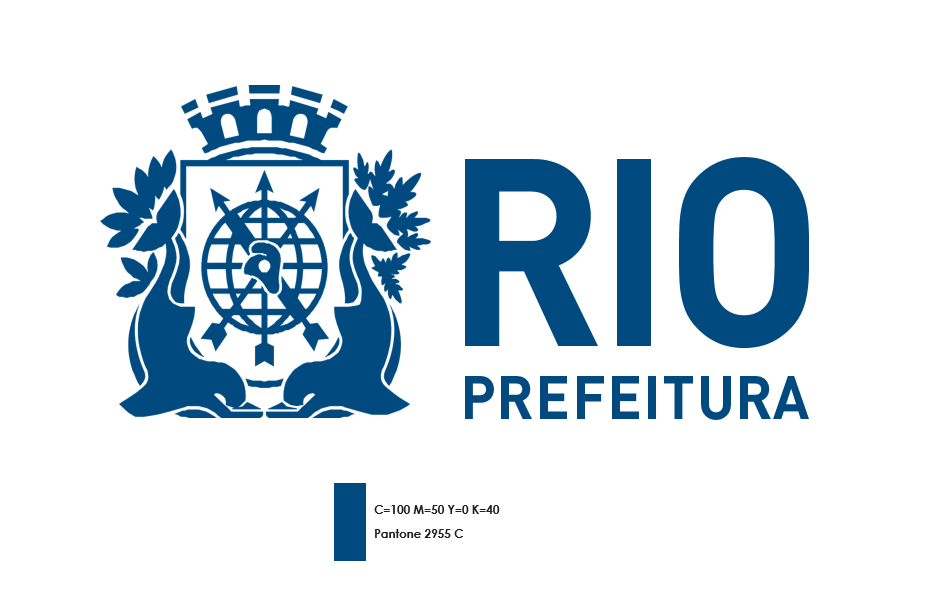 RIO
PREFEITURA
C=100 M=50 Y=0 K=40
Pantone 2955 C